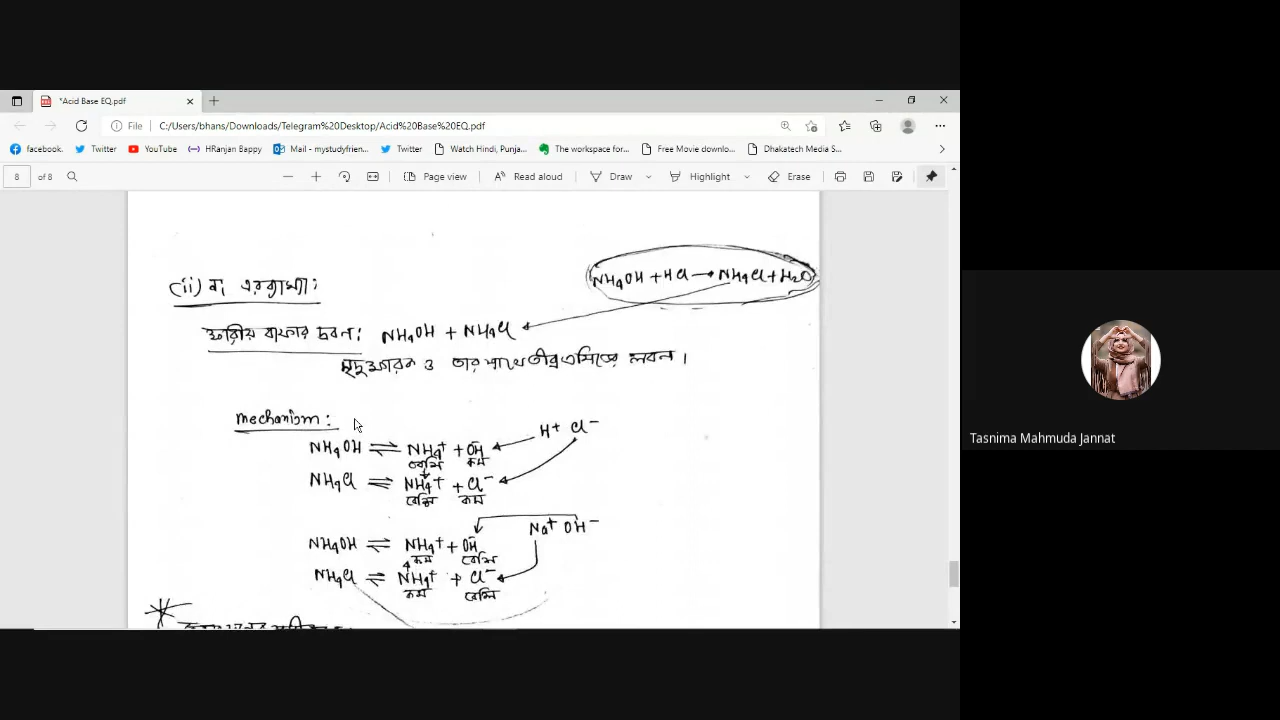 *Acid Base EQ.pdf
File C:/Users/bhans/Downloads/Telegram%20Desktop/Acid%20Base%20EQ.pdf
facebook. Twitter YouTube HRanjan Bappy Mail - mystudyfrien... Twitter Watch Hindi, Punja... The workspace for... Free Movie downlo... Dhakatech Media S...
8 of 8 Page view Read aloud Draw Highlight Erase
NH₄OH + HCl → NH₄Cl + H₂O
(ii) নং এর ব্যাখ্যা:
ক্ষারীয় বাফার দ্রবন: NH₄OH + NH₄Cl
মৃদু ক্ষারক ও তার সাথে তীব্র এসিডের লবন।
mechanism:
H⁺ Cl⁻
NH₄OH ⇌ NH₄⁺ + OH⁻
বেশি কম
NH₄Cl ⇌ NH₄⁺ + Cl⁻
বেশি কম
Na⁺ OH⁻
NH₄OH ⇌ NH₄⁺ + OH⁻
কম বেশি
NH₄Cl ⇌ NH₄⁺ + Cl⁻
কম বেশি
Tasnima Mahmuda Jannat